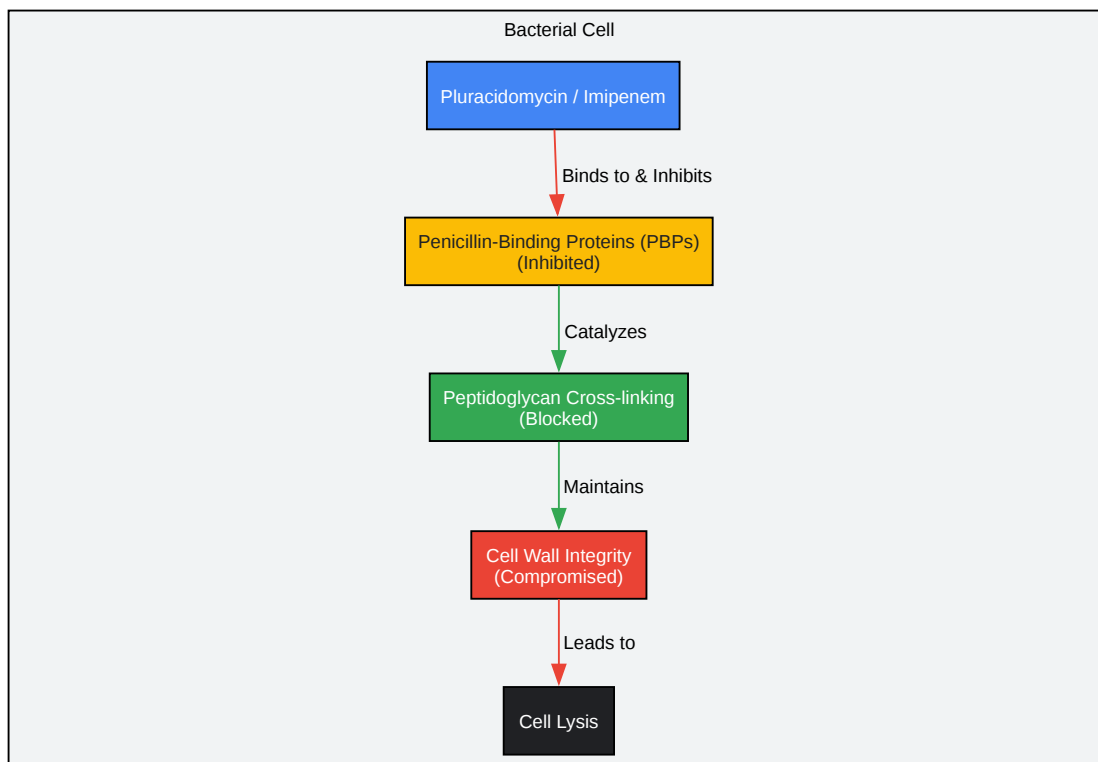 Bacterial Cell
Pluracidomycin / Imipenem
Binds to & Inhibits
Penicillin-Binding Proteins (PBPs)
(Inhibited)
Catalyzes
Peptidoglycan Cross-linking
(Blocked)
Maintains
Cell Wall Integrity
(Compromised)
Leads to
Cell Lysis